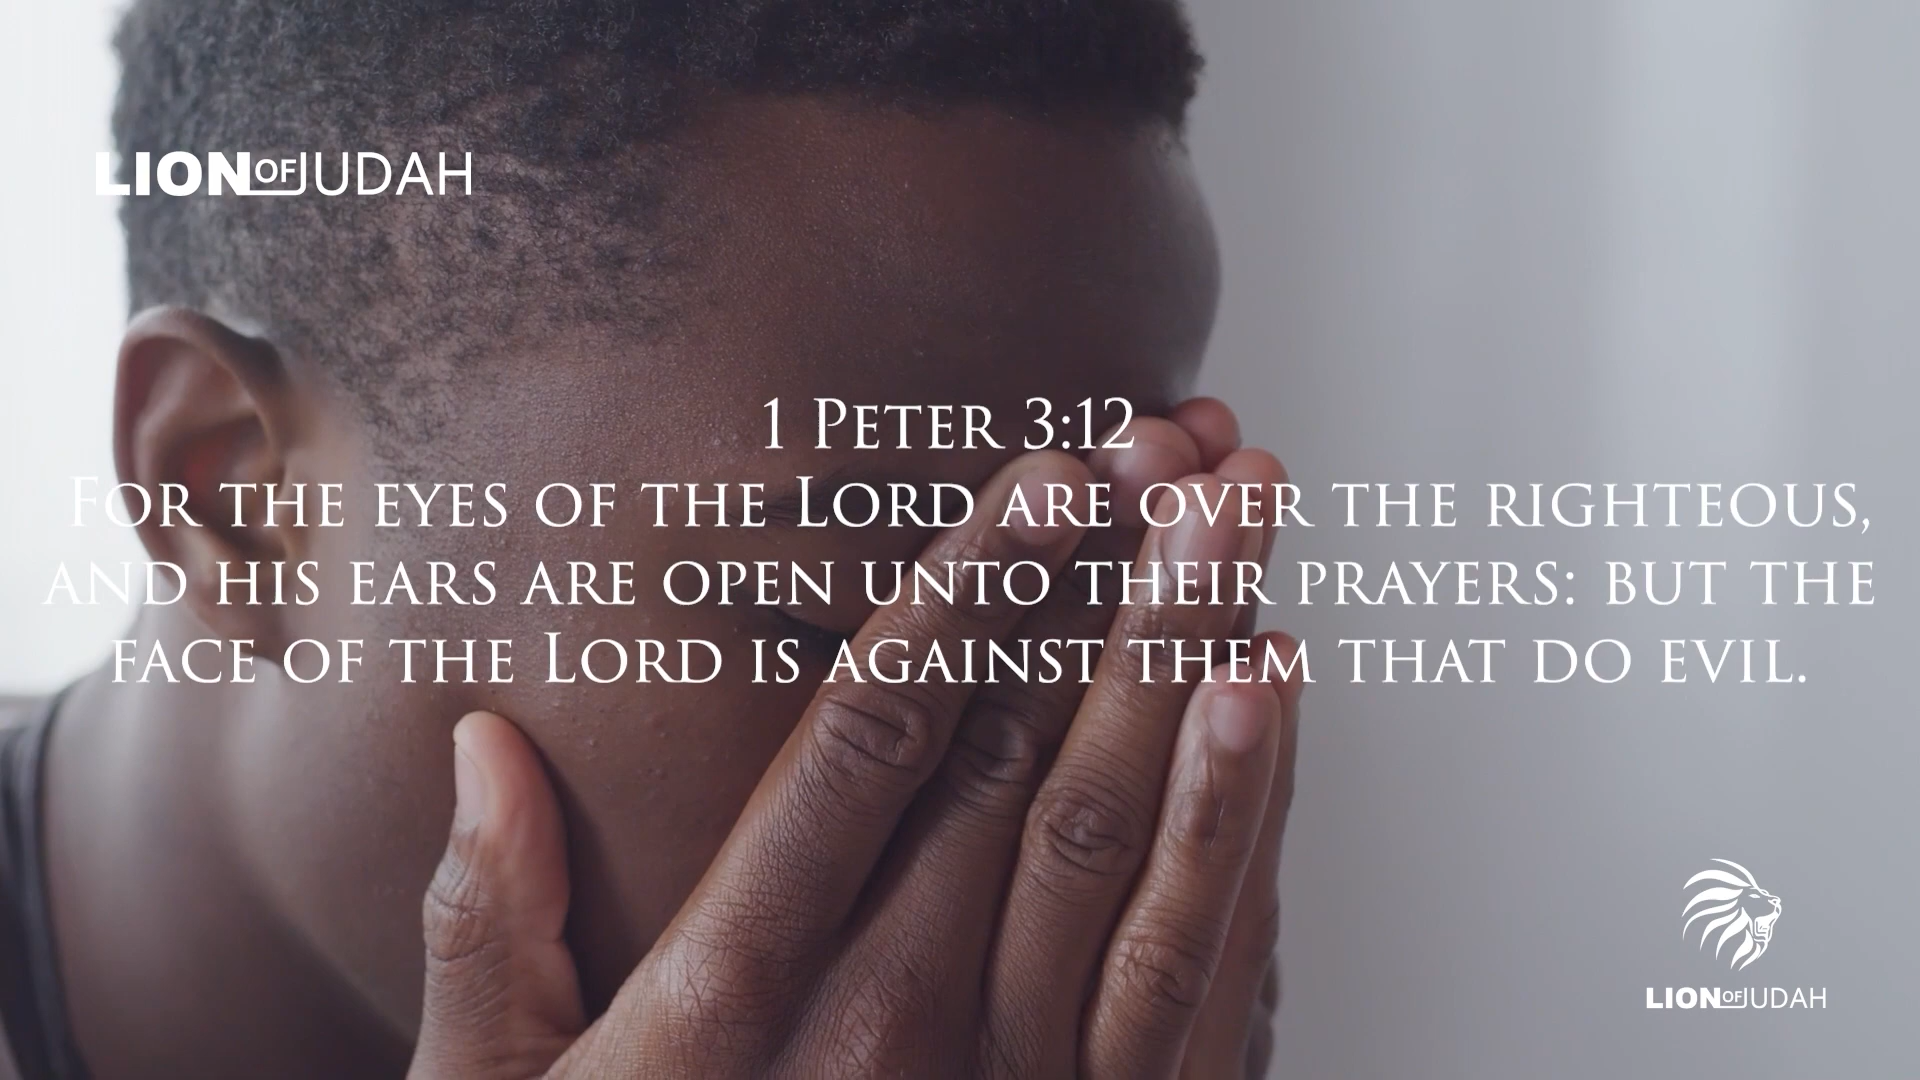 LION OF JUDAH
1 Peter 3:12
For the eyes of the Lord are over the righteous,
and his ears are open unto their prayers: but the
face of the Lord is against them that do evil.
LION OF JUDAH